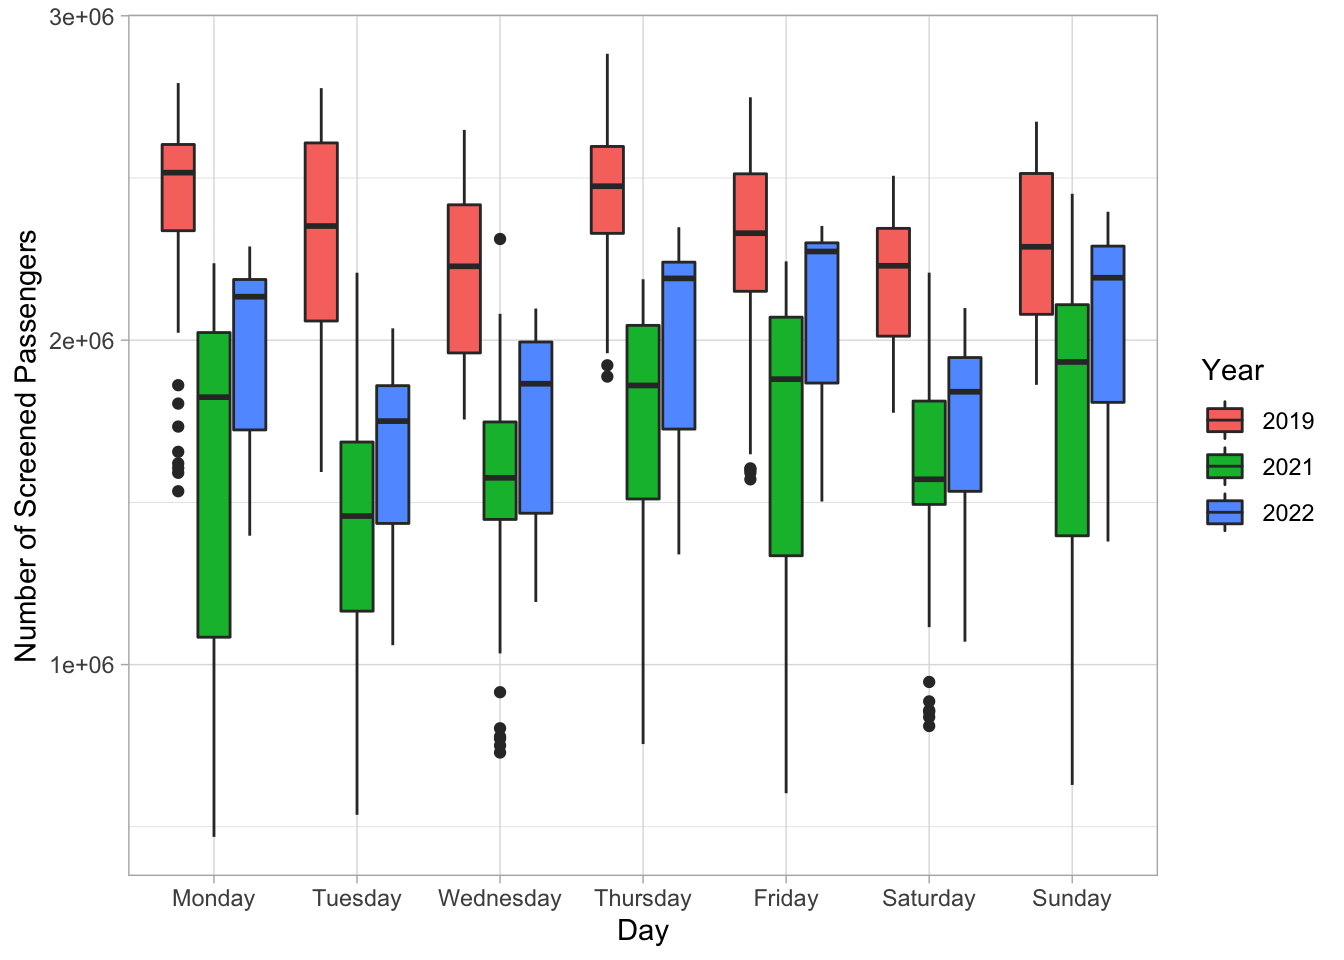 3e+06
2e+06
1e+06
Number of Screened Passengers
Monday Tuesday Wednesday Thursday Friday Saturday Sunday
Day
Year
2019
2021
2022